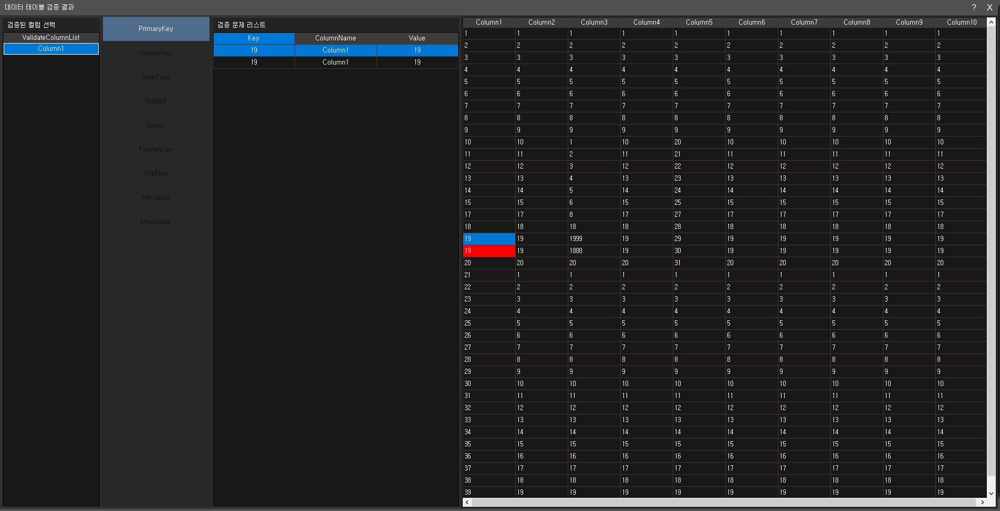 데이터 테이블 검증 결과
? X
검증된 컬럼 선택
ValidateColumnList
Column1
PrimaryKey
UniqueKey
DataType
NotNull
Enum
ForeignKey
FileFind
MinValue
MaxValue
검증 문제 리스트
Key ColumnName Value
19 Column1 19
19 Column1 19
Column1 Column2 Column3 Column4 Column5 Column6 Column7 Column8 Column9 Column10
1 1 1 1 1 1 1 1 1 1
2 2 2 2 2 2 2 2 2 2
3 3 3 3 3 3 3 3 3 3
4 4 4 4 4 4 4 4 4 4
5 5 5 5 5 5 5 5 5 5
6 6 6 6 6 6 6 6 6 6
7 7 7 7 7 7 7 7 7 7
8 8 8 8 8 8 8 8 8 8
9 9 9 9 9 9 9 9 9 9
10 10 1 10 20 10 10 10 10 10
11 11 2 11 21 11 11 11 11 11
12 12 3 12 22 12 12 12 12 12
13 13 4 13 23 13 13 13 13 13
14 14 5 14 24 14 14 14 14 14
15 15 6 15 25 15 15 15 15 15
17 17 8 17 27 17 17 17 17 17
18 18 18 18 28 18 18 18 18 18
19 19 1999 19 29 19 19 19 19 19
19 19 1888 19 30 19 19 19 19 19
20 20 20 20 31 20 20 20 20 20
21 1 1 1 1 1 1 1 1 1
22 2 2 2 2 2 2 2 2 2
23 3 3 3 3 3 3 3 3 3
24 4 4 4 4 4 4 4 4 4
25 5 5 5 5 5 5 5 5 5
26 6 6 6 6 6 6 6 6 6
27 7 7 7 7 7 7 7 7 7
28 8 8 8 8 8 8 8 8 8
29 9 9 9 9 9 9 9 9 9
30 10 10 10 10 10 10 10 10 10
31 11 11 11 11 11 11 11 11 11
32 12 12 12 12 12 12 12 12 12
33 13 13 13 13 13 13 13 13 13
34 14 14 14 14 14 14 14 14 14
35 15 15 15 15 15 15 15 15 15
36 16 16 16 16 16 16 16 16 16
37 17 17 17 17 17 17 17 17 17
38 18 18 18 18 18 18 18 18 18
39 19 19 19 19 19 19 19 19 19